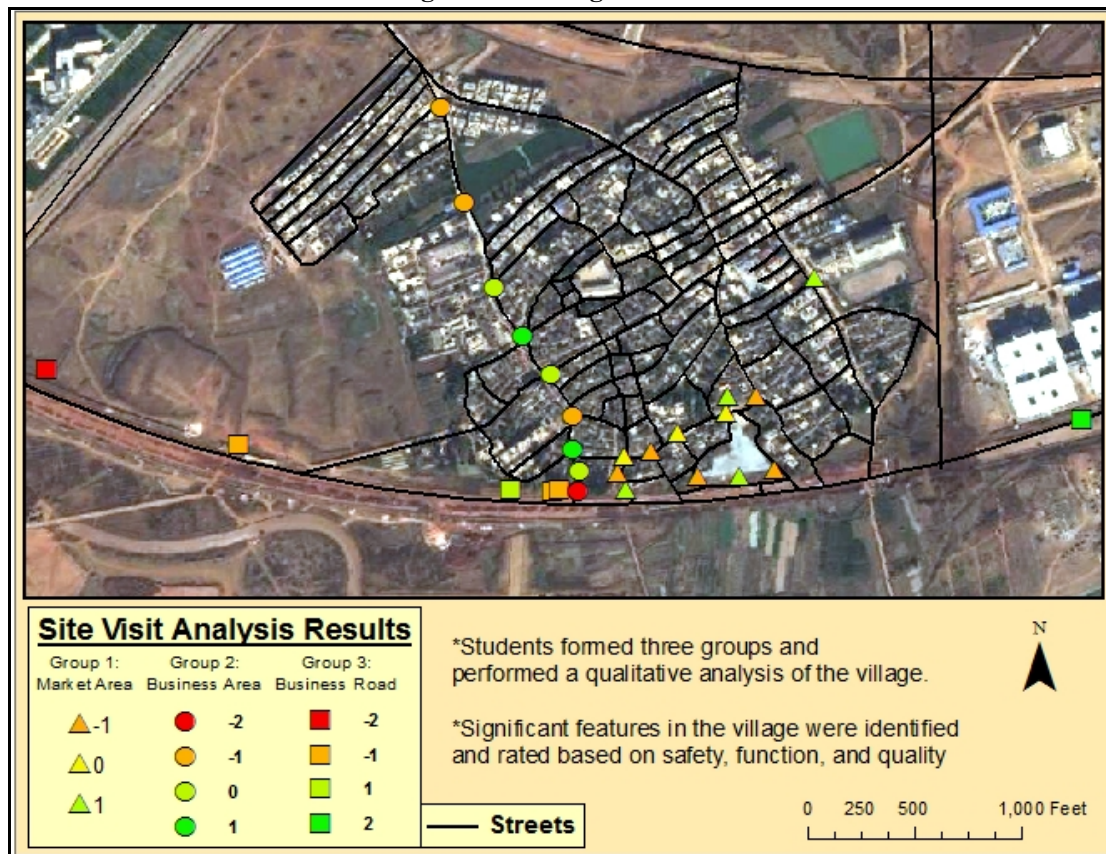 Site Visit Analysis Results
Group 1: Group 2: Group 3:
Market Area Business Area Business Road
-1 -2 -2
0 -1 -1
1 0 1
1 2
Streets
*Students formed three groups and
performed a qualitative analysis of the village.
*Significant features in the village were identified
and rated based on safety, function, and quality
N
0 250 500 1,000 Feet